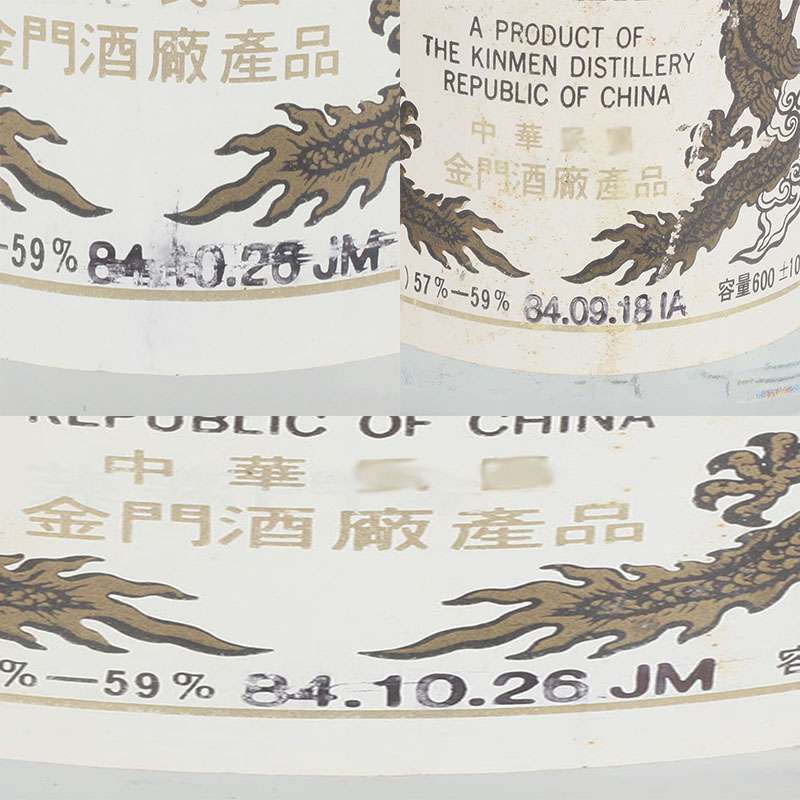 金門酒廠產品
-59% 84.10.26 JM
A PRODUCT OF
THE KINMEN DISTILLERY
REPUBLIC OF CHINA
中華
金門酒廠產品
) 57%—59% 84.09.18 IA 容量600±10
REPUBLIC OF CHINA
中華
金門酒廠產品
%—59% 84.10.26 JM 容